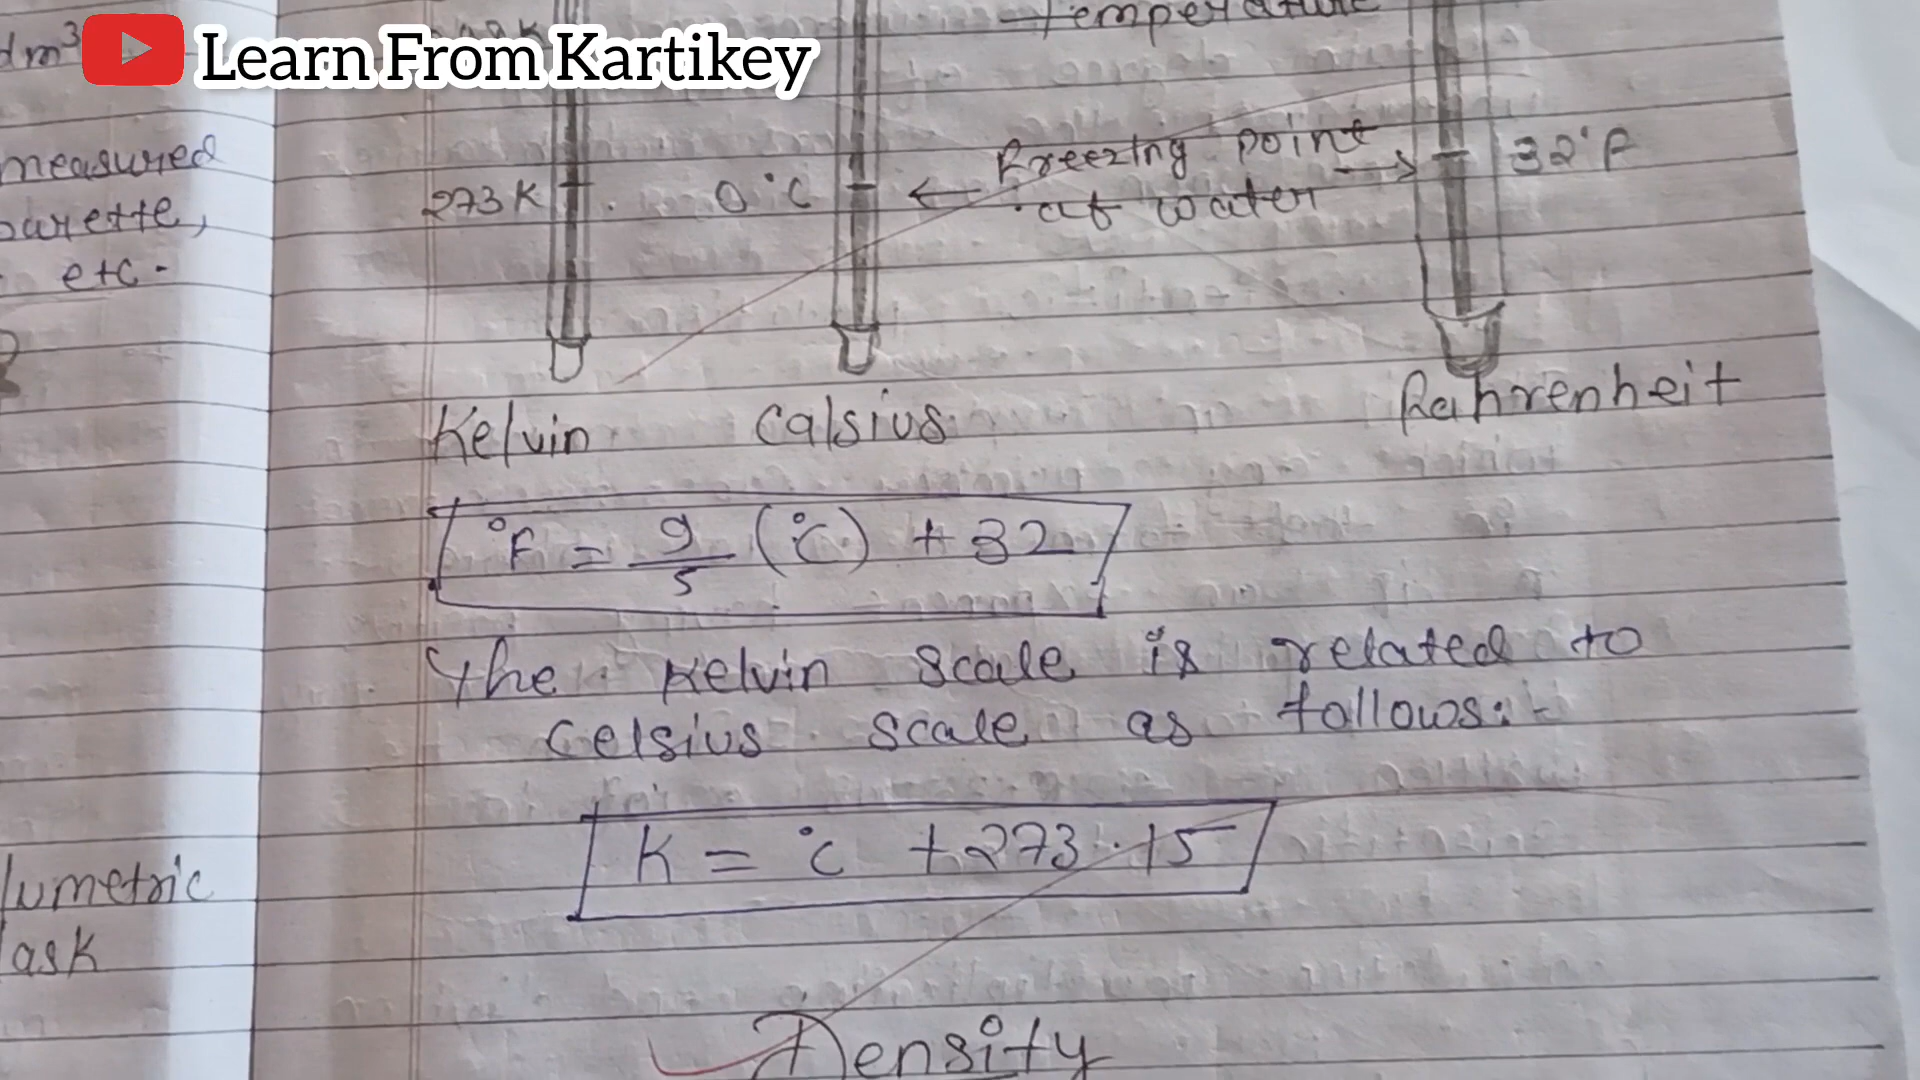 Temperature
dm³
Learn From Kartikey
measured
burette,
etc -
freezing point
273 K 0°C ← of water → 32°F
Kelvin Calsius Fahrenheit
°F = 9/5 (°C) + 32
The Kelvin scale is related to
celsius scale as follows:-
K = °C + 273.15
lumetric
ask
Density